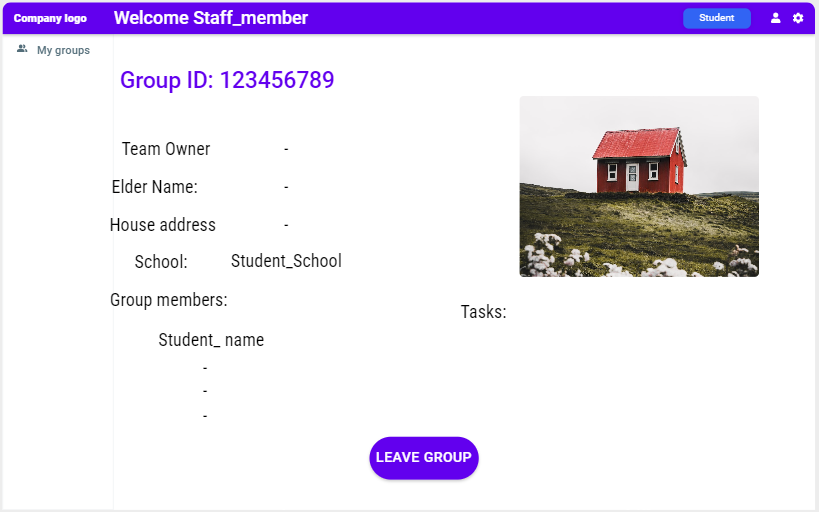 Company logo
Welcome Staff_member
Student
My groups
Group ID: 123456789
Team Owner -
Elder Name: -
House address -
School: Student_School
Group members:
Tasks:
Student_ name
-
-
-
LEAVE GROUP